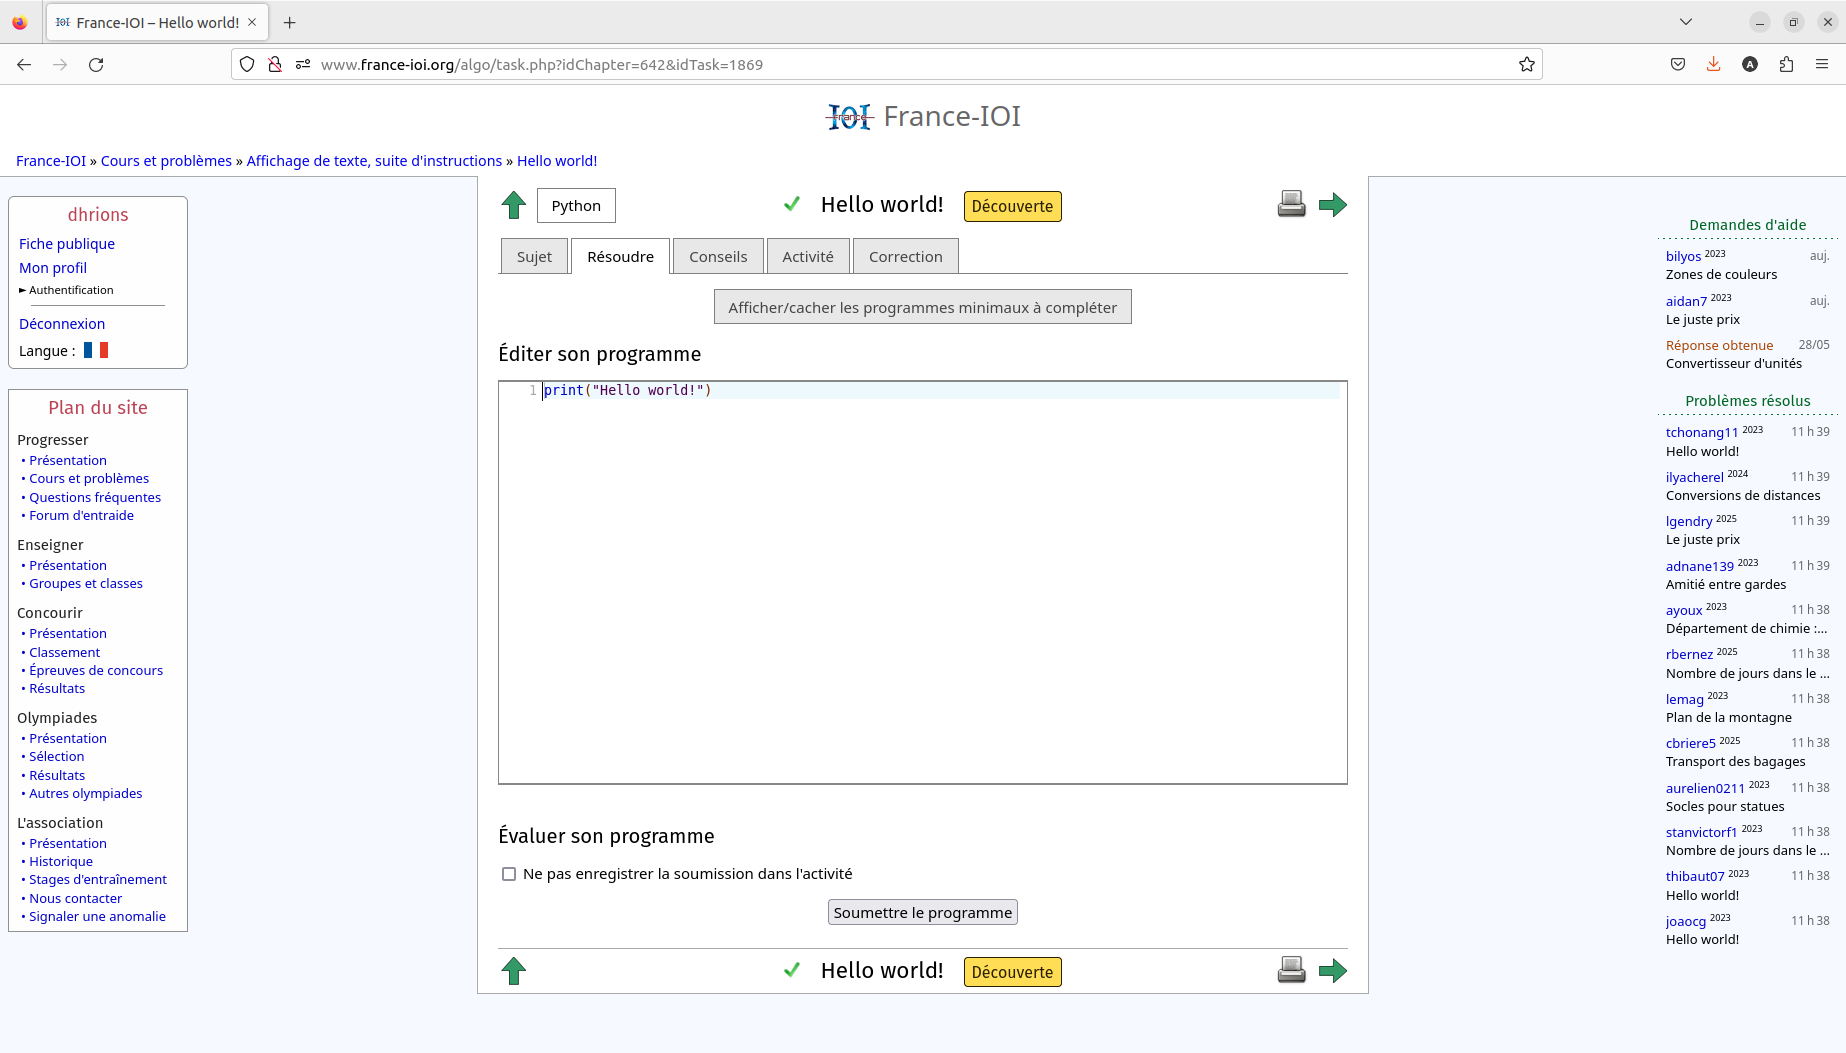 France-IOI – Hello world!
www.france-ioi.org/algo/task.php?idChapter=642&idTask=1869
A
IOI France France-IOI
France-IOI » Cours et problèmes » Affichage de texte, suite d'instructions » Hello world!
dhrions
Fiche publique
Mon profil
► Authentification
Déconnexion
Langue :
Plan du site
Progresser
• Présentation
• Cours et problèmes
• Questions fréquentes
• Forum d'entraide
Enseigner
• Présentation
• Groupes et classes
Concourir
• Présentation
• Classement
• Épreuves de concours
• Résultats
Olympiades
• Présentation
• Sélection
• Résultats
• Autres olympiades
L'association
• Présentation
• Historique
• Stages d'entraînement
• Nous contacter
• Signaler une anomalie
Python
Hello world! Découverte
Sujet Résoudre Conseils Activité Correction
Afficher/cacher les programmes minimaux à compléter
Éditer son programme
1 print("Hello world!")
Évaluer son programme
Ne pas enregistrer la soumission dans l'activité
Soumettre le programme
Hello world! Découverte
Demandes d'aide
bilyos 2023 auj.
Zones de couleurs
aidan7 2023 auj.
Le juste prix
Réponse obtenue 28/05
Convertisseur d'unités
Problèmes résolus
tchonang11 2023 11 h 39
Hello world!
ilyacherel 2024 11 h 39
Conversions de distances
lgendry 2025 11 h 39
Le juste prix
adnane139 2023 11 h 39
Amitié entre gardes
ayoux 2023 11 h 38
Département de chimie :...
rbernez 2025 11 h 38
Nombre de jours dans le ...
lemag 2023 11 h 38
Plan de la montagne
cbriere5 2025 11 h 38
Transport des bagages
aurelien0211 2023 11 h 38
Socles pour statues
stanvictorf1 2023 11 h 38
Nombre de jours dans le ...
thibaut07 2023 11 h 38
Hello world!
joaocg 2023 11 h 38
Hello world!